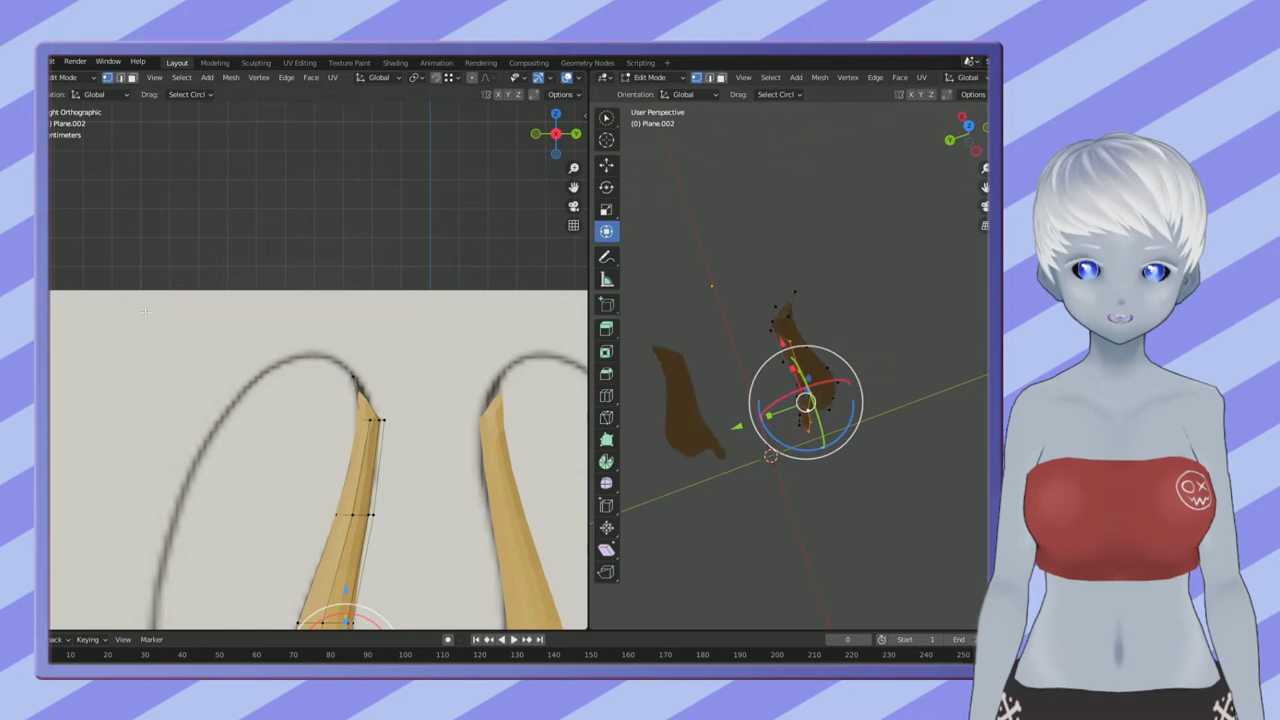 Render Window Help Layout Modeling Sculpting UV Editing Texture Paint Shading Animation Rendering Compositing Geometry Nodes Scripting +
Mode View Select Add Mesh Vertex Edge Face UV Global
Edit Mode View Select Add Mesh Vertex Edge Face UV Global
Global Drag: Select Circl X Y Z Options
Orientation: Global Drag: Select Circl X Y Z Options
ght Orthographic
) Plane.002
entimeters
User Perspective
(0) Plane.002
Z
X
Y
X
Z
Y
back Keying View Marker 0 Start 1 End
10 20 30 40 50 60 70 80 90 100 110 120 130 140 150 160 170 180 190 200 210 220 230 240 250